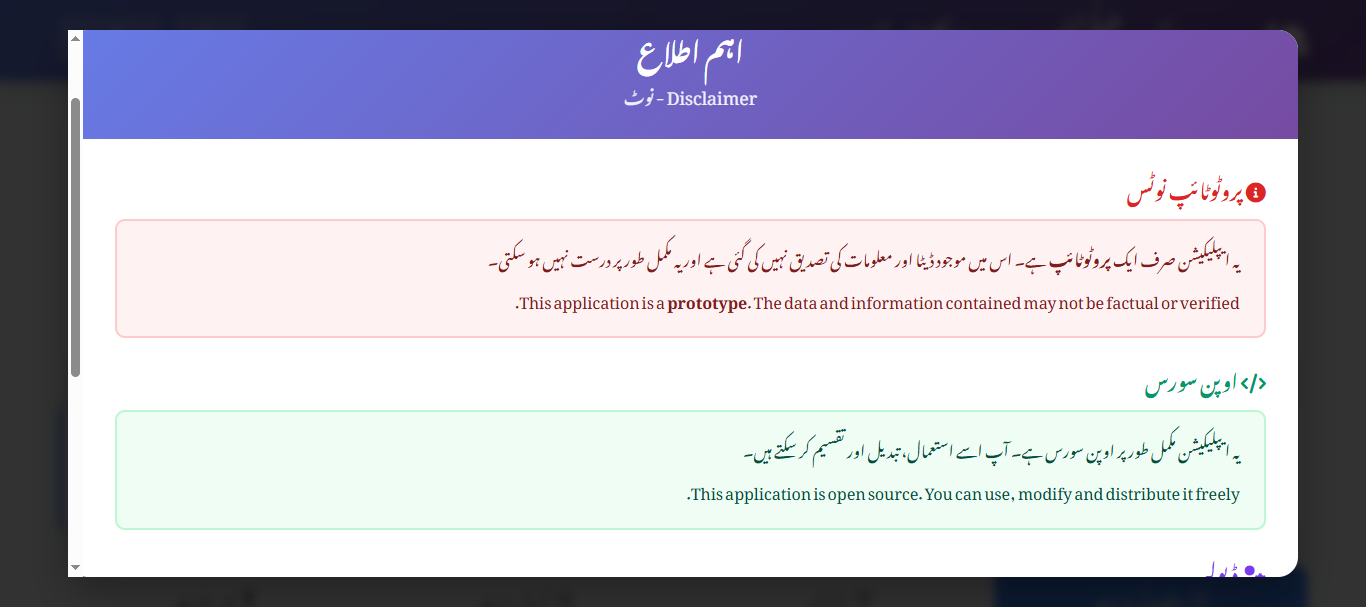 اہم اطلاع
نوٹ - Disclaimer
پروٹوٹائپ نوٹس
یہ ایپلیکیشن صرف ایک پروٹوٹائپ ہے۔ اس میں موجود ڈیٹا اور معلومات کی تصدیق نہیں کی گئی ہے اور یہ مکمل طور پر درست نہیں ہو سکتی۔
This application is a prototype. The data and information contained may not be factual or verified.
اوپن سورس
یہ ایپلیکیشن مکمل طور پر اوپن سورس ہے۔ آپ اسے استعمال، تبدیل اور تقسیم کر سکتے ہیں۔
This application is open source. You can use, modify and distribute it freely.